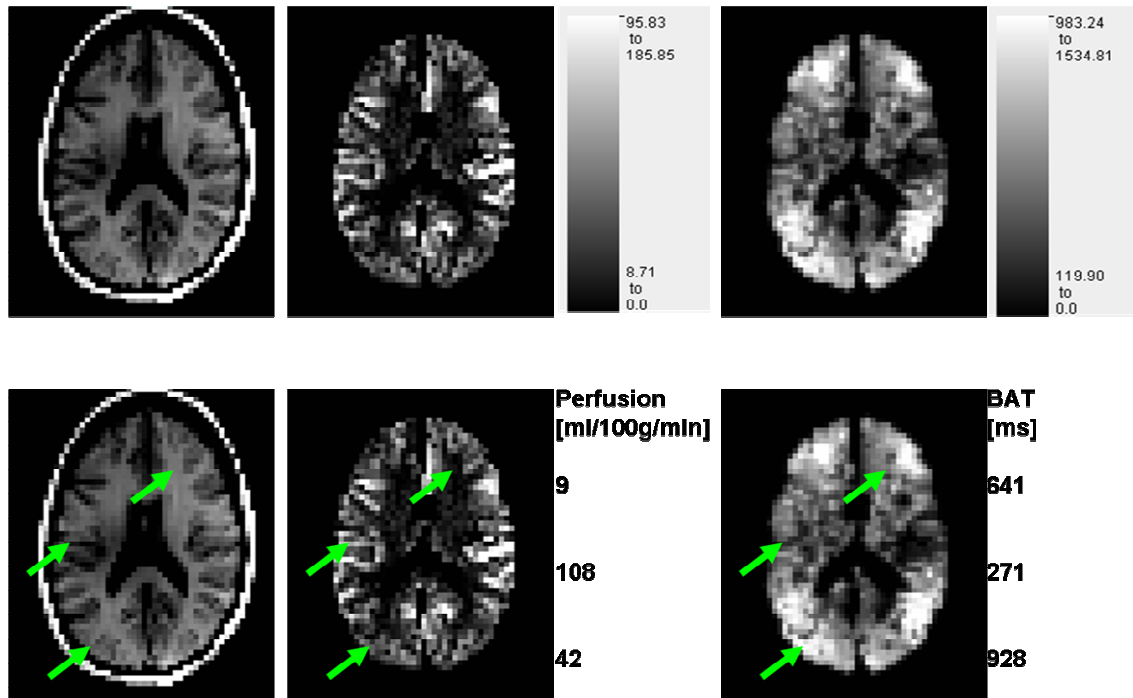 95.83
to
185.85
8.71
to
0.0
983.24
to
1534.81
119.90
to
0.0
Perfusion
[ml/100g/min]
9
108
42
BAT
[ms]
641
271
928